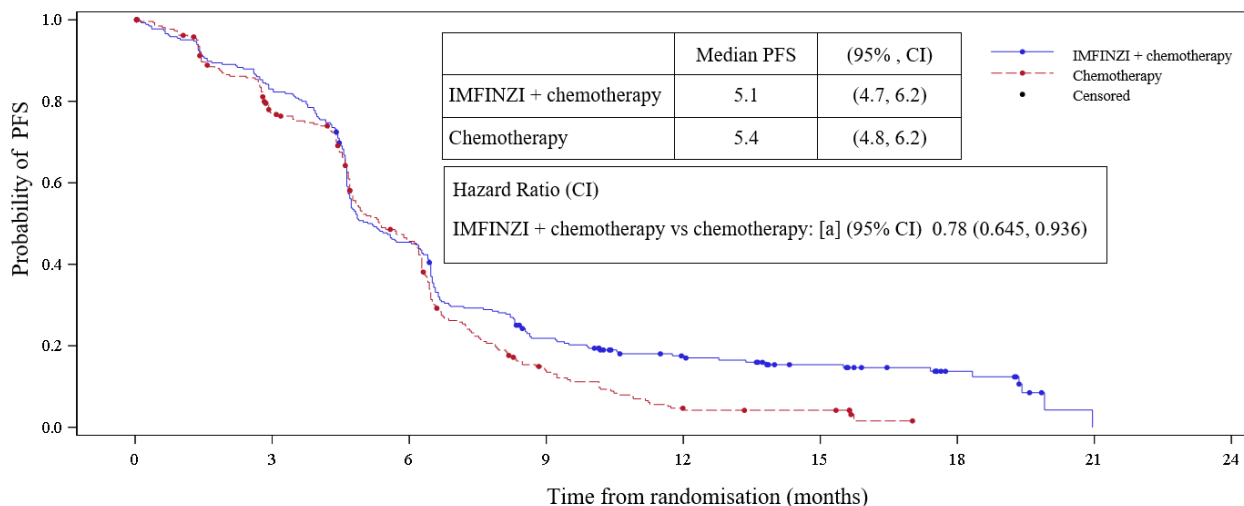 1.0
0.8
0.6
0.4
0.2
0.0
Probability of PFS
Median PFS (95% , CI)
IMFINZI + chemotherapy 5.1 (4.7, 6.2)
Chemotherapy 5.4 (4.8, 6.2)
Hazard Ratio (CI)
IMFINZI + chemotherapy vs chemotherapy: [a] (95% CI) 0.78 (0.645, 0.936)
IMFINZI + chemotherapy
Chemotherapy
Censored
0 3 6 9 12 15 18 21 24
Time from randomisation (months)